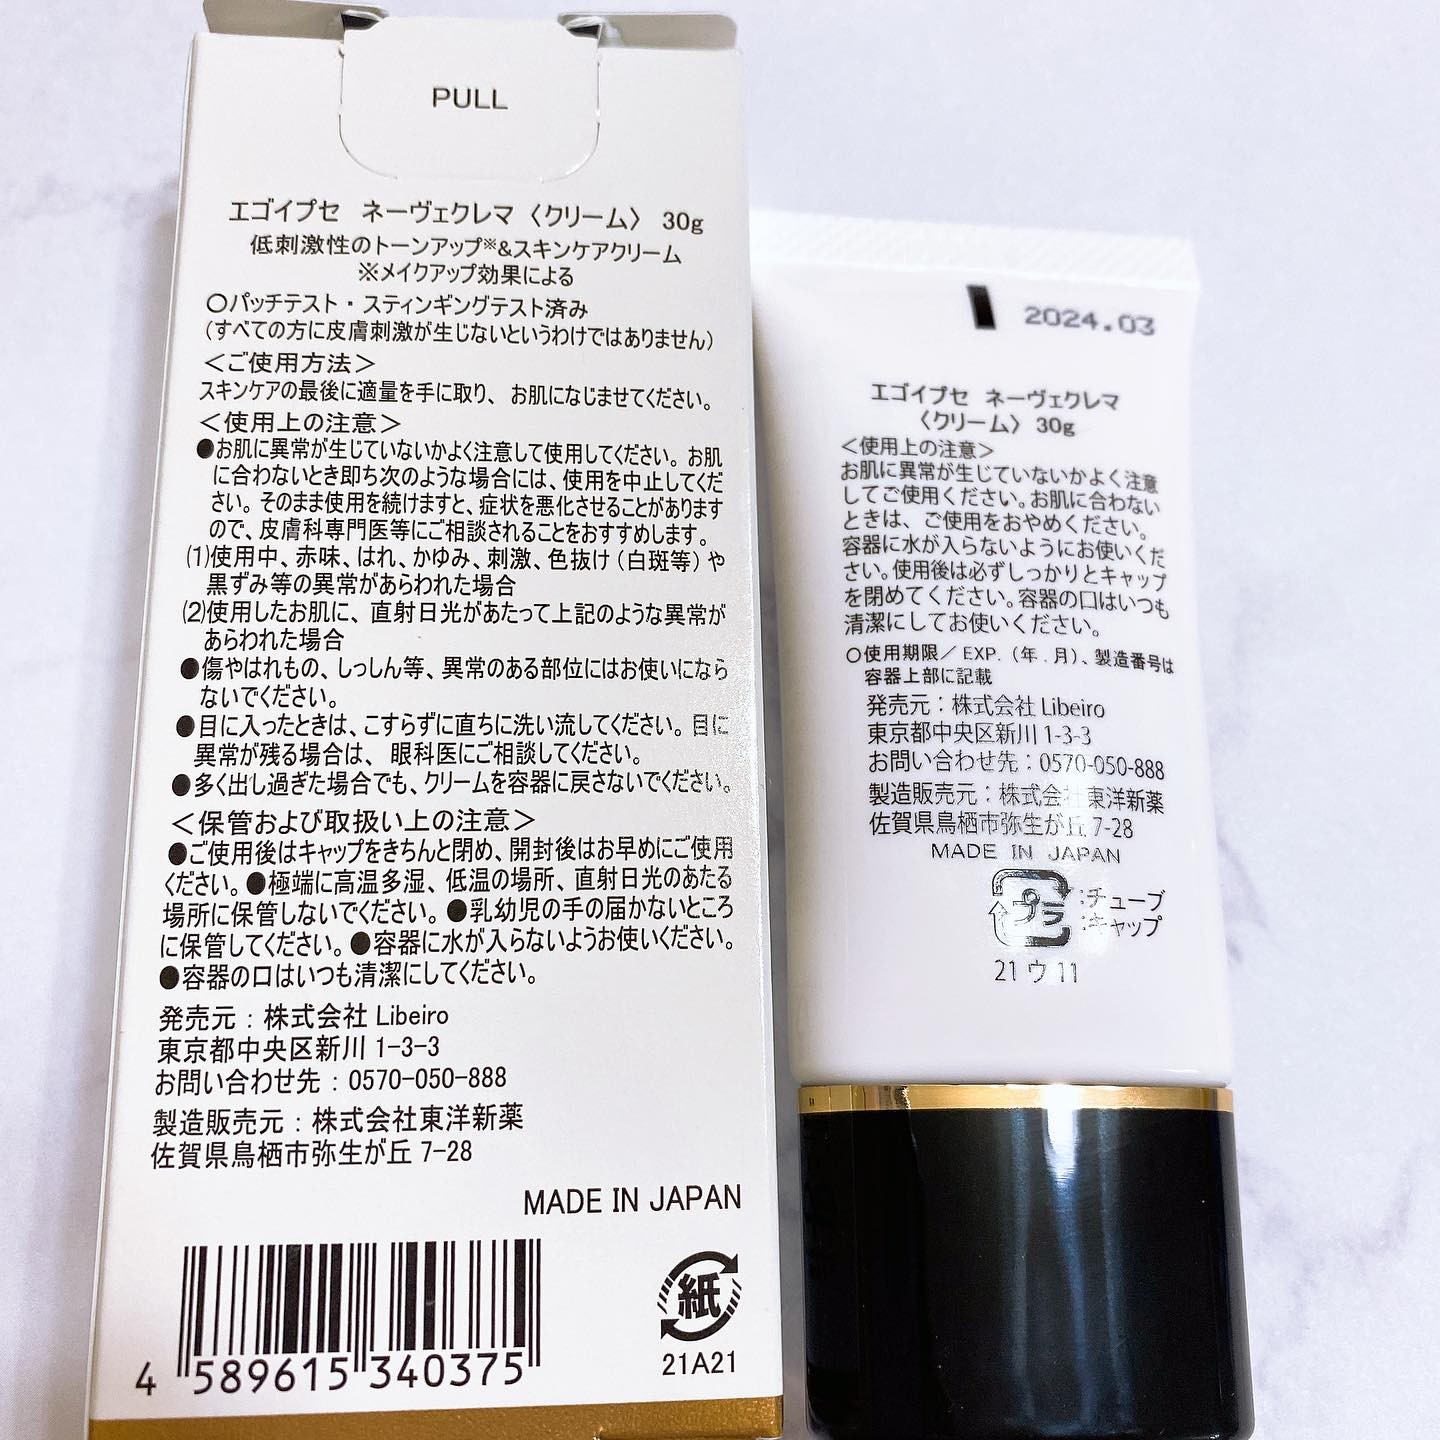 PULL
エゴイプセ ネーヴェクレマ〈クリーム〉 30g
低刺激性のトーンアップ※&スキンケアクリーム
※メイクアップ効果による
○パッチテスト・スティンギングテスト済み
(すべての方に皮膚刺激が生じないというわけではありません)
＜ご使用方法＞
スキンケアの最後に適量を手に取り、お肌になじませてください。
＜使用上の注意＞
●お肌に異常が生じていないかよく注意して使用してください。お肌
に合わないとき即ち次のような場合には、使用を中止してくだ
さい。そのまま使用を続けますと、症状を悪化させることがあります
ので、皮膚科専門医等にご相談されることをおすすめします。
(1)使用中、赤味、はれ、かゆみ、刺激、色抜け(白斑等)や
黒ずみ等の異常があらわれた場合
(2)使用したお肌に、直射日光があたって上記のような異常が
あらわれた場合
●傷やはれもの、しっしん等、異常のある部位にはお使いになら
ないでください。
●目に入ったときは、こすらずに直ちに洗い流してください。目に
異常が残る場合は、眼科医にご相談してください。
●多く出し過ぎた場合でも、クリームを容器に戻さないでください。
＜保管および取扱い上の注意＞
●ご使用後はキャップをきちんと閉め、開封後はお早めにご使用
ください。●極端に高温多湿、低温の場所、直射日光のあたる
場所に保管しないでください。●乳幼児の手の届かないところ
に保管してください。●容器に水が入らないようお使いください。
●容器の口はいつも清潔にしてください。
発売元：株式会社 Libeiro
東京都中央区新川 1-3-3
お問い合わせ先：0570-050-888
製造販売元：株式会社東洋新薬
佐賀県鳥栖市弥生が丘 7-28
MADE IN JAPAN
4 589615 340375
紙
21A21
2024.03
エゴイプセ ネーヴェクレマ
〈クリーム〉 30g
＜使用上の注意＞
お肌に異常が生じていないかよく注意
してご使用ください。お肌に合わない
ときは、ご使用をおやめください。
容器に水が入らないようにお使いくだ
さい。使用後は必ずしっかりとキャップ
を閉めてください。容器の口はいつも
清潔にしてお使いください。
○使用期限／EXP.(年.月)、製造番号は
容器上部に記載
発売元：株式会社 Libeiro
東京都中央区新川 1-3-3
お問い合わせ先：0570-050-888
製造販売元：株式会社東洋新薬
佐賀県鳥栖市弥生が丘 7-28
MADE IN JAPAN
プラ
：チューブ
：キャップ
21 ウ 11